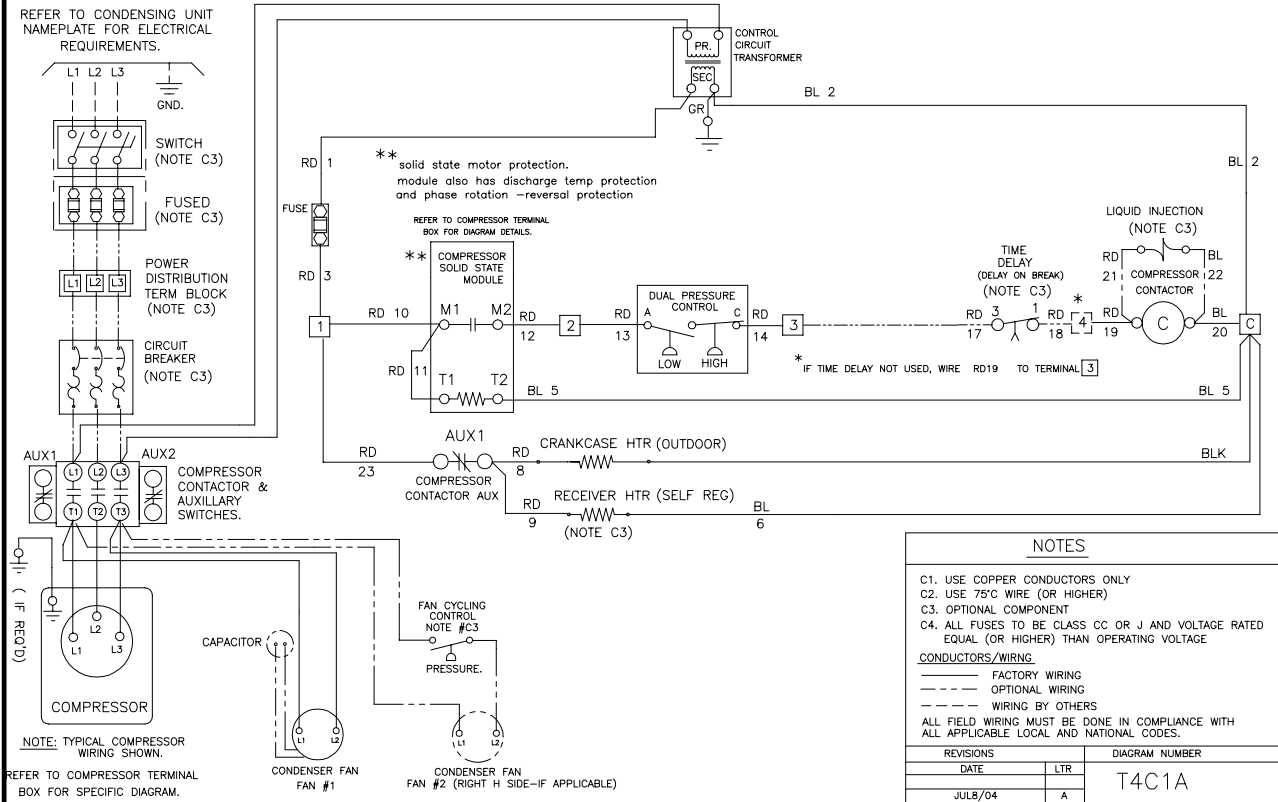 REFER TO CONDENSING UNIT
NAMEPLATE FOR ELECTRICAL
REQUIREMENTS.
L1 L2 L3
GND.
SWITCH
(NOTE C3)
FUSED
(NOTE C3)
POWER
DISTRIBUTION
TERM BLOCK
(NOTE C3)
L1 L2 L3
CIRCUIT
BREAKER
(NOTE C3)
AUX1
AUX2
L1 L2 L3
T1 T2 T3
COMPRESSOR
CONTACTOR &
AUXILLARY
SWITCHES.
( IF REQ'D)
L1
L2
L3
COMPRESSOR
NOTE: TYPICAL COMPRESSOR
WIRING SHOWN.
REFER TO COMPRESSOR TERMINAL
BOX FOR SPECIFIC DIAGRAM.
PR.
SEC
CONTROL
CIRCUIT
TRANSFORMER
GR
BL 2
BL 2
RD 1
FUSE
RD 3
1
** solid state motor protection.
module also has discharge temp protection
and phase rotation -reversal protection
REFER TO COMPRESSOR TERMINAL
BOX FOR DIAGRAM DETAILS.
**
COMPRESSOR
SOLID STATE
MODULE
RD 10
M1
M2
RD 11
T1
T2
RD
12
2
DUAL PRESSURE
CONTROL
RD
13
A
C
LOW
HIGH
RD
14
3
TIME
DELAY
(DELAY ON BREAK)
(NOTE C3)
RD
17
3
1
RD
18
*
4
RD
19
LIQUID INJECTION
(NOTE C3)
RD
21
BL
22
COMPRESSOR
CONTACTOR
C
BL
20
C
* IF TIME DELAY NOT USED, WIRE RD19 TO TERMINAL 3
BL 5
BL 5
RD
23
AUX1
COMPRESSOR
CONTACTOR AUX
RD
8
CRANKCASE HTR (OUTDOOR)
BLK
RD
9
RECEIVER HTR (SELF REG)
(NOTE C3)
BL
6
CAPACITOR
L1
L2
CONDENSER FAN
FAN #1
FAN CYCLING
CONTROL
NOTE #C3
PRESSURE.
L1
L2
CONDENSER FAN
FAN #2 (RIGHT H SIDE-IF APPLICABLE)
NOTES
C1. USE COPPER CONDUCTORS ONLY
C2. USE 75°C WIRE (OR HIGHER)
C3. OPTIONAL COMPONENT
C4. ALL FUSES TO BE CLASS CC OR J AND VOLTAGE RATED
EQUAL (OR HIGHER) THAN OPERATING VOLTAGE
CONDUCTORS/WIRNG
FACTORY WIRING
OPTIONAL WIRING
WIRING BY OTHERS
ALL FIELD WIRING MUST BE DONE IN COMPLIANCE WITH
ALL APPLICABLE LOCAL AND NATIONAL CODES.
REVISIONS
DIAGRAM NUMBER
DATE
LTR
T4C1A
JUL8/04
A